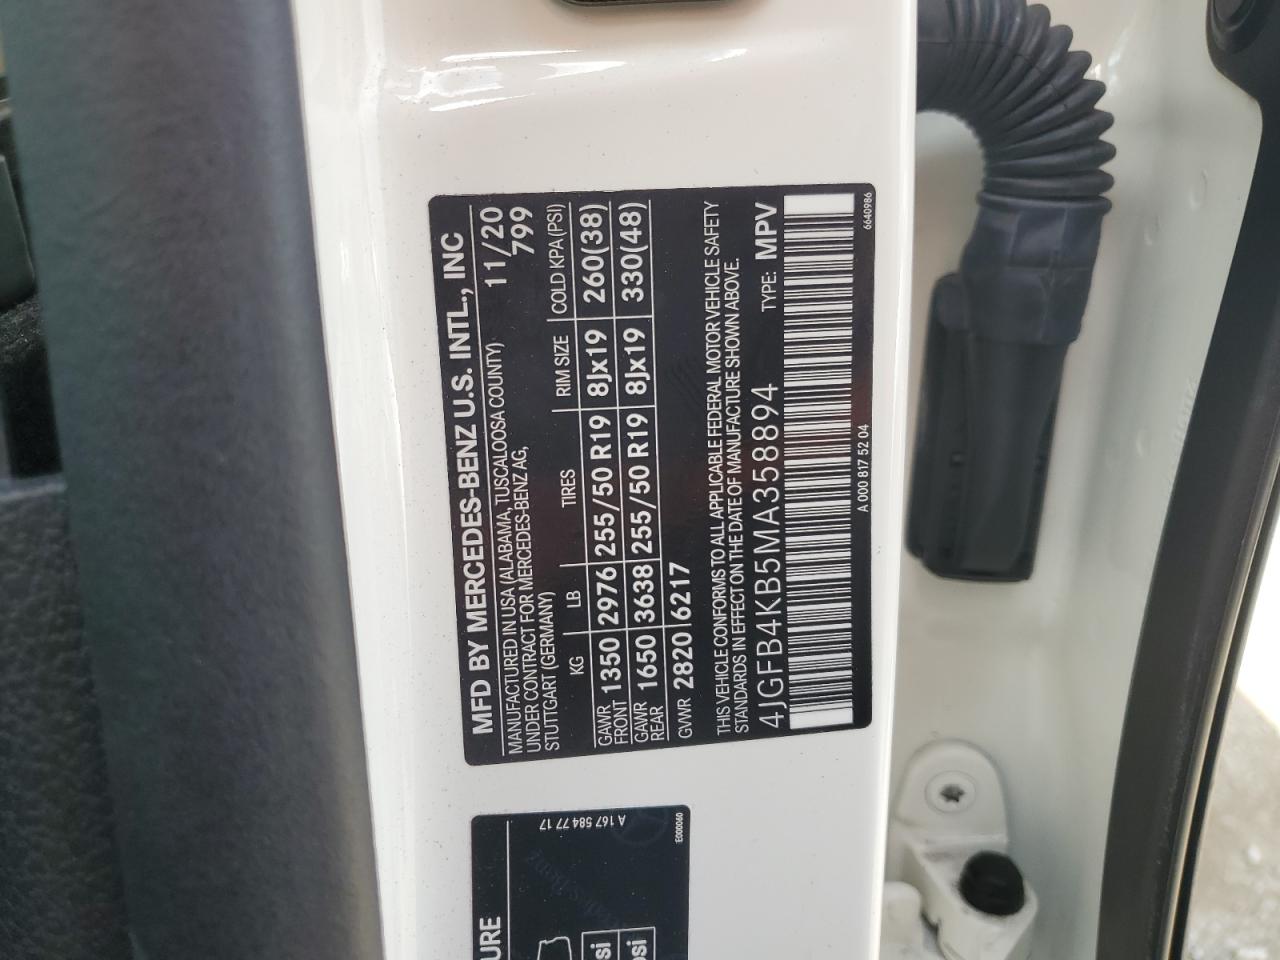 MFD BY MERCEDES-BENZ U.S. INTL., INC
MANUFACTURED IN USA (ALABAMA, TUSCALOOSA COUNTY) 11/20
UNDER CONTRACT FOR MERCEDES-BENZ AG, 799
STUTTGART (GERMANY)
KG LB TIRES RIM SIZE COLD KPA (PSI)
GAWR FRONT 1350 2976 255/50 R19 8Jx19 260(38)
GAWR REAR 1650 3638 255/50 R19 8Jx19 330(48)
GVWR 2820 6217
THIS VEHICLE CONFORMS TO ALL APPLICABLE FEDERAL MOTOR VEHICLE SAFETY
STANDARDS IN EFFECT ON THE DATE OF MANUFACTURE SHOWN ABOVE.
4JGFB4KB5MA358894 TYPE: MPV
A 000 817 52 04 6640986
A 167 584 77 17
E000060
URE
si
osi